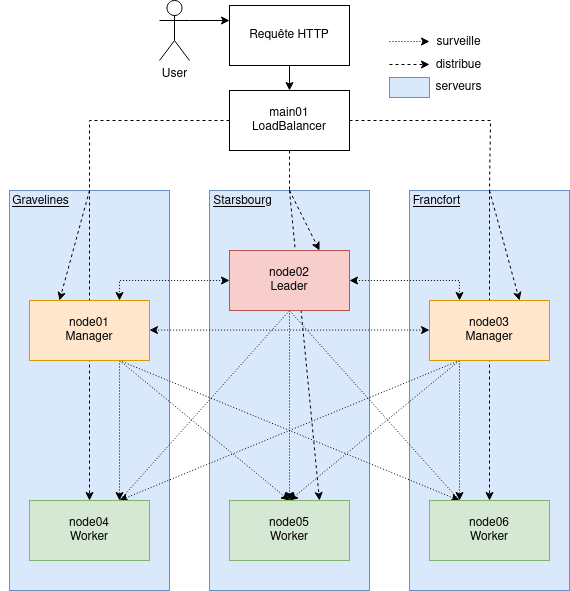 Requête HTTP
User
surveille
distribue
serveurs
main01
LoadBalancer
Gravelines
Starsbourg
Francfort
node02
Leader
node01
Manager
node03
Manager
node04
Worker
node05
Worker
node06
Worker